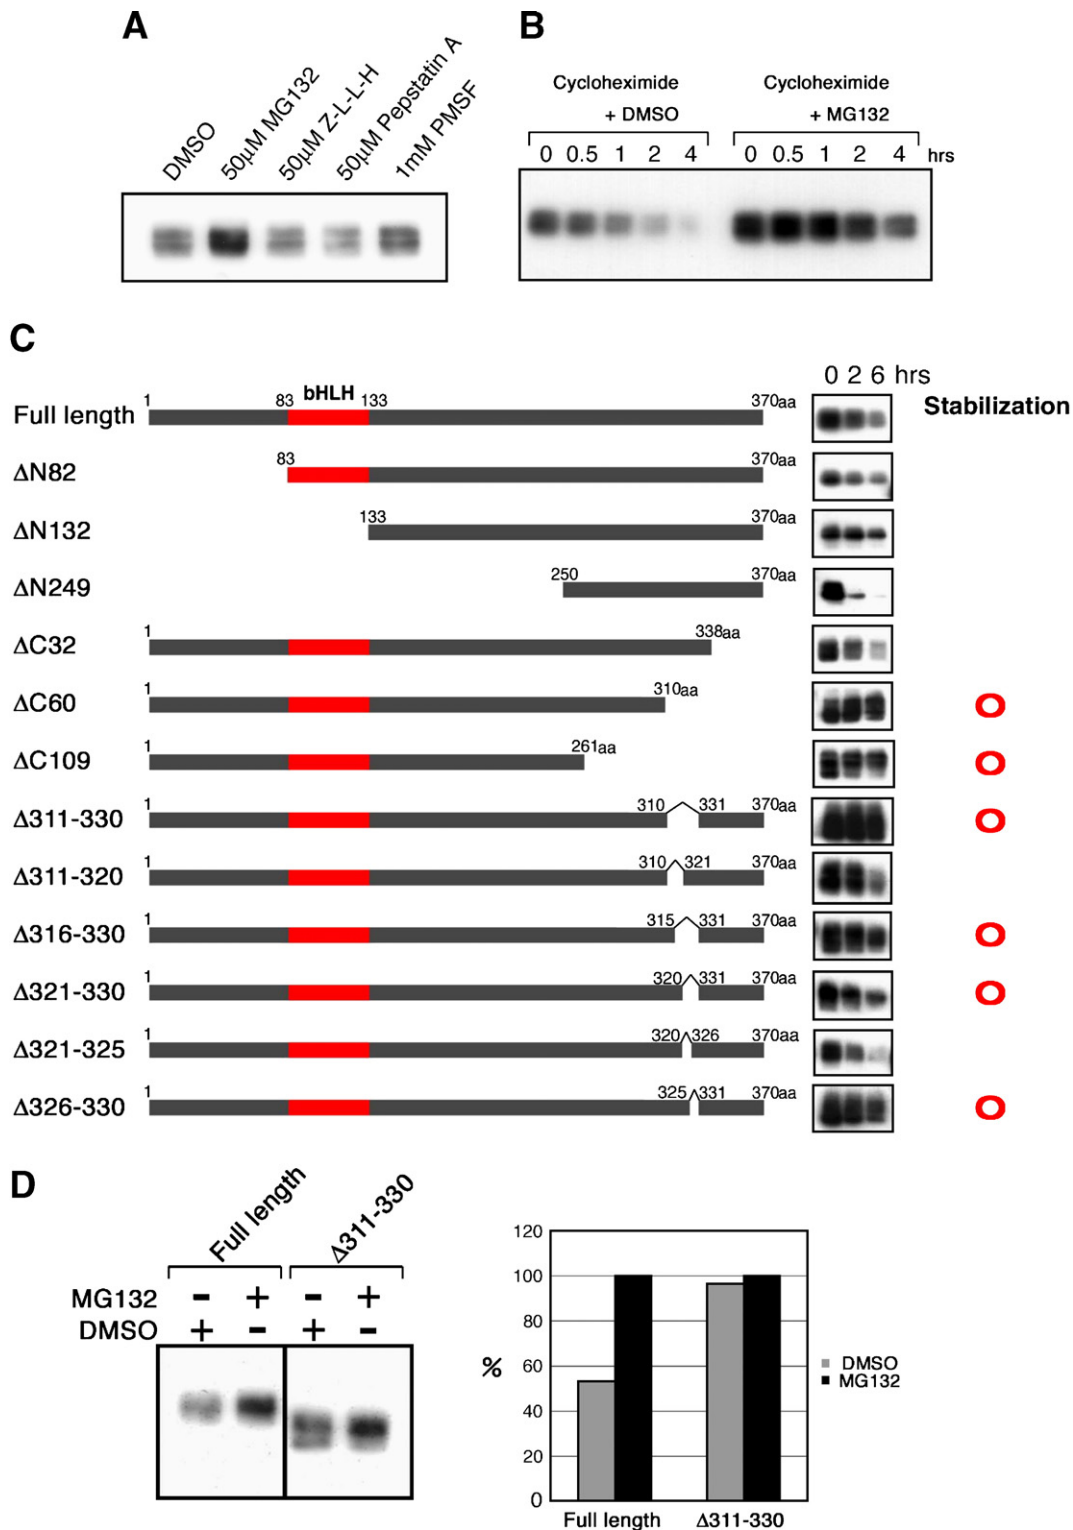 A
DMSO
50µM MG132
50µM Z-L-L-H
50µM Pepstatin A
1mM PMSF
B
Cycloheximide
+ DMSO
Cycloheximide
+ MG132
0 0.5 1 2 4 0 0.5 1 2 4 hrs
C
0 2 6 hrs
Stabilization
Full length
1 83 bHLH 133 370aa
ΔN82
83 370aa
ΔN132
133 370aa
ΔN249
250 370aa
ΔC32
1 338aa
ΔC60
1 310aa
ΔC109
1 261aa
Δ311-330
1 310 331 370aa
Δ311-320
1 310 321 370aa
Δ316-330
1 315 331 370aa
Δ321-330
1 320 331 370aa
Δ321-325
1 320 326 370aa
Δ326-330
1 325 331 370aa
D
Full length
Δ311-330
MG132 - + - +
DMSO + - + -
120
100
80
60
40
20
0
%
DMSO
MG132
Full length
Δ311-330